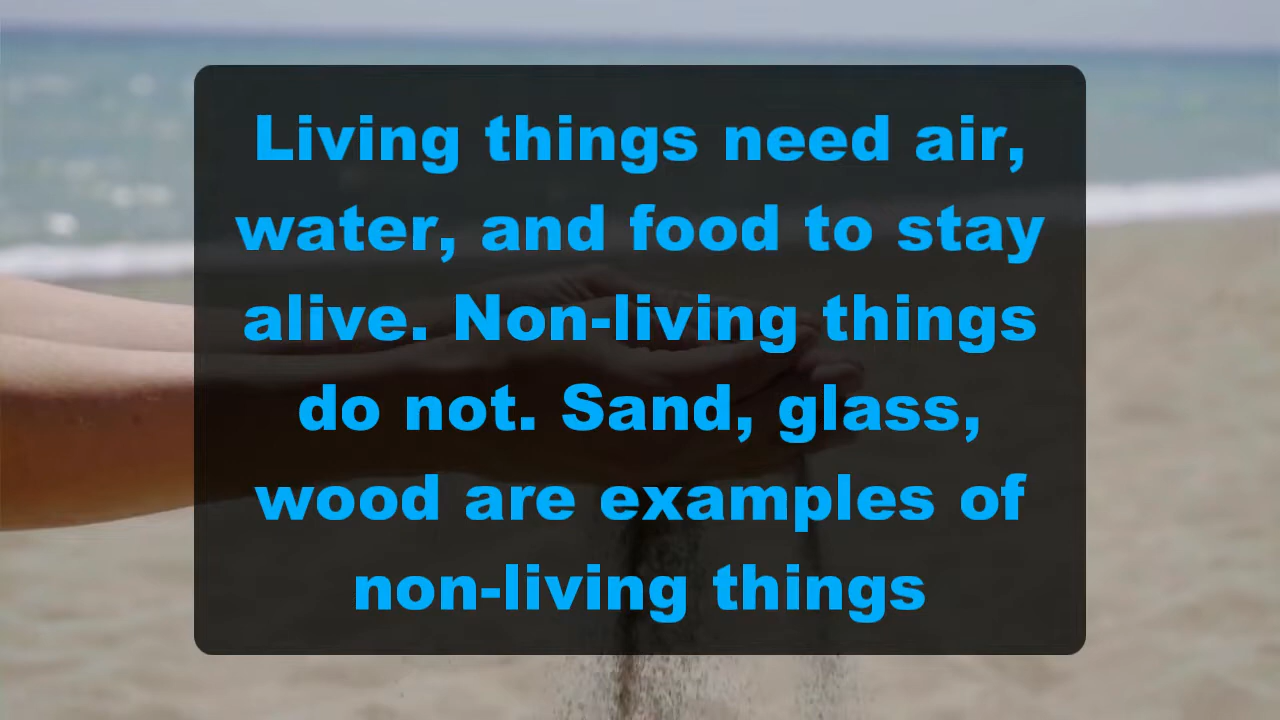 Living things need air,
water, and food to stay
alive. Non-living things
do not. Sand, glass,
wood are examples of
non-living things